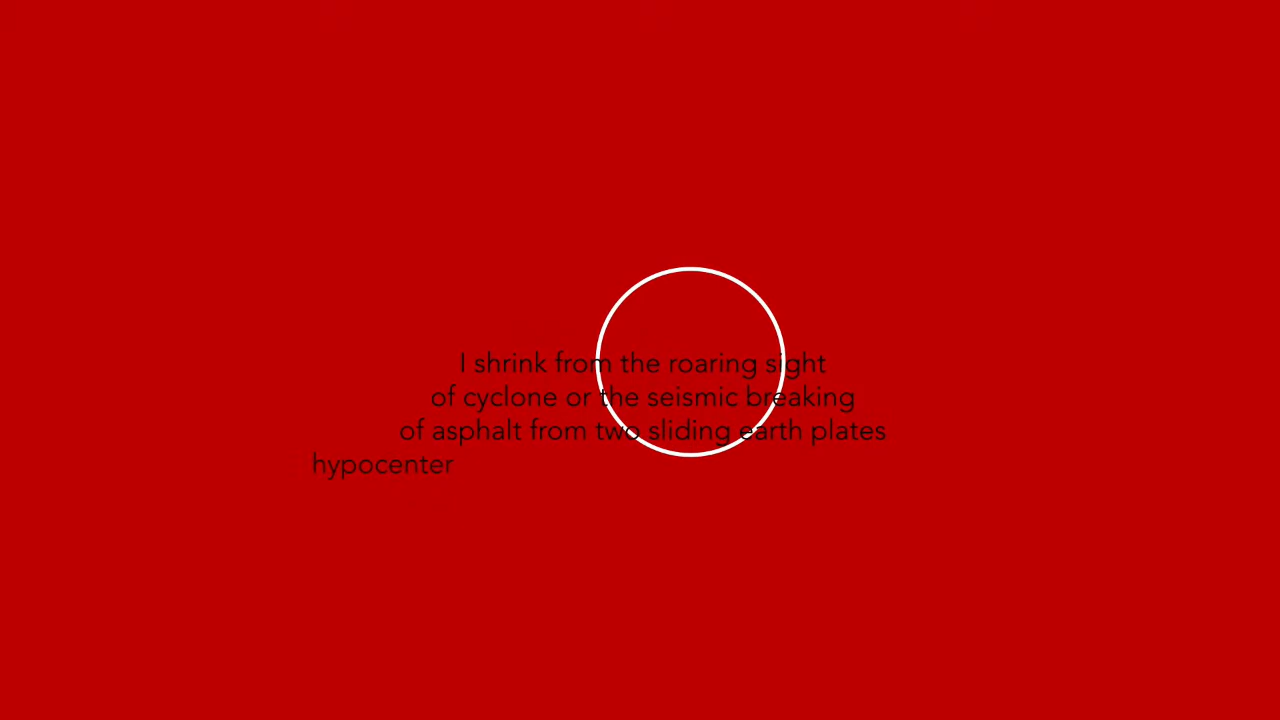 I shrink from the roaring sight
of cyclone or the seismic breaking
of asphalt from two sliding earth plates
hypocenter